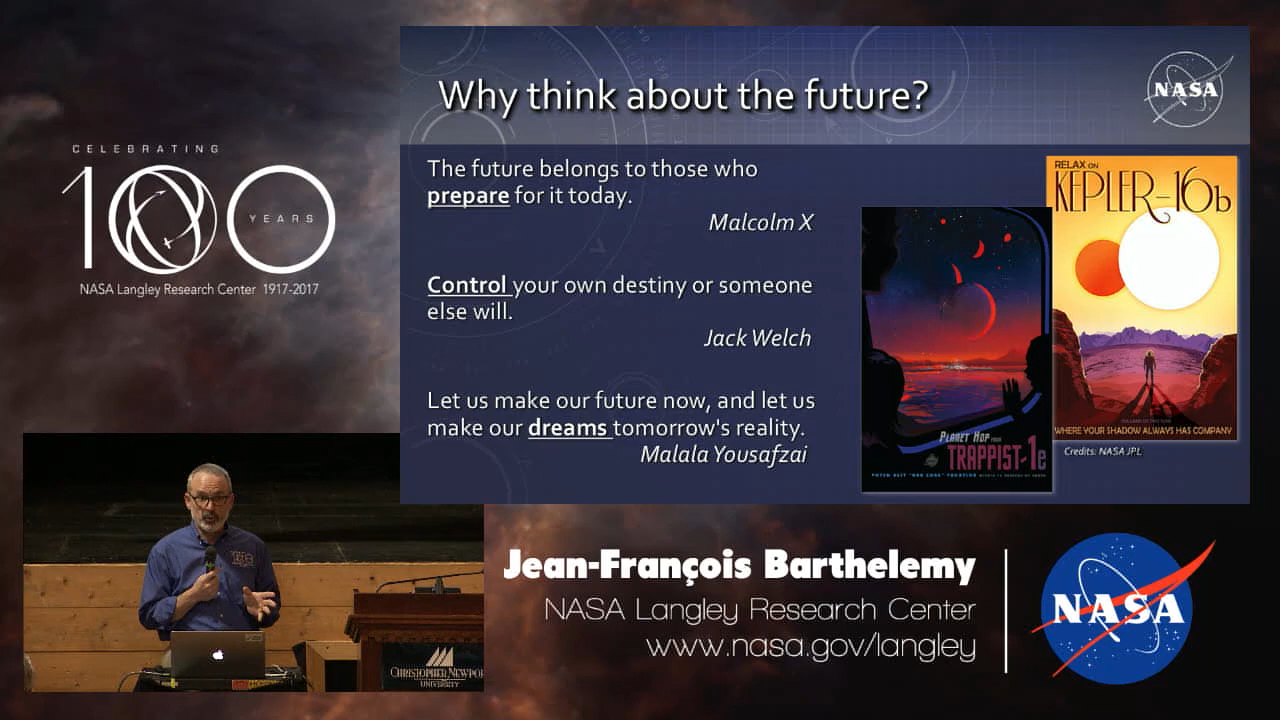 CELEBRATING
100
YEARS
NASA Langley Research Center 1917-2017
Why think about the future?
NASA
The future belongs to those who
prepare for it today.
Malcolm X
Control your own destiny or someone
else will.
Jack Welch
Let us make our future now, and let us
make our dreams tomorrow's reality.
Malala Yousafzai
RELAX ON
KEPLER-16b
WHERE YOUR SHADOW ALWAYS HAS COMPANY
PLANET HOP FROM
TRAPPIST-1e
Credits: NASA JPL
CHRISTOPHER NEWPO
UNIVERSITY
Jean-François Barthelemy
NASA Langley Research Center
www.nasa.gov/langley
NASA